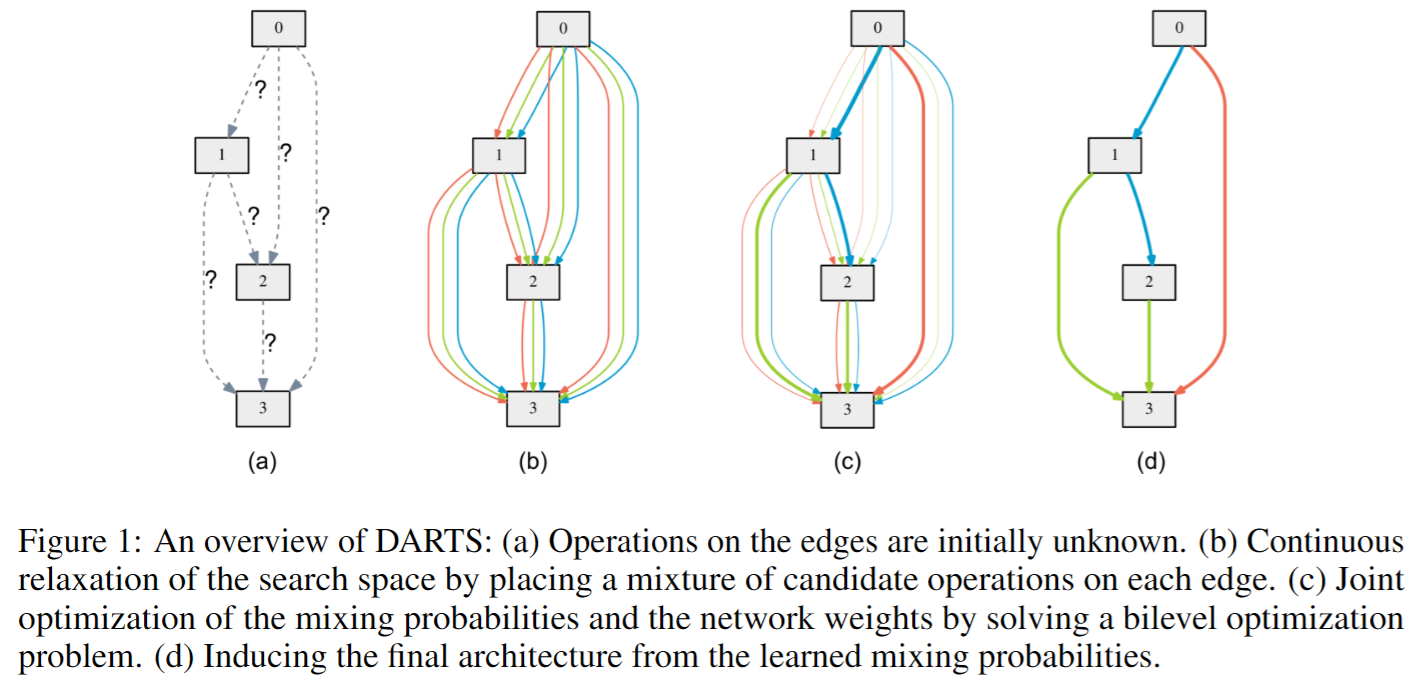 0 0 0 0
?
1 ? 1 1 1
? ?
? 2 2 2 2
?
3 3 3 3
(a) (b) (c) (d)
Figure 1: An overview of DARTS: (a) Operations on the edges are initially unknown. (b) Continuous
relaxation of the search space by placing a mixture of candidate operations on each edge. (c) Joint
optimization of the mixing probabilities and the network weights by solving a bilevel optimization
problem. (d) Inducing the final architecture from the learned mixing probabilities.